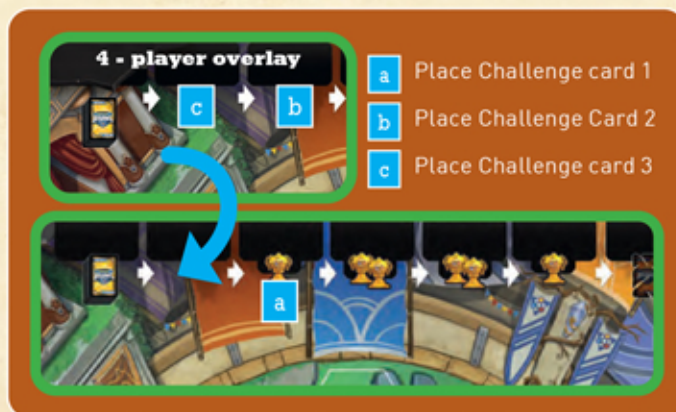 4 - player overlay
c
b
a Place Challenge card 1
b Place Challenge Card 2
c Place Challenge card 3
a